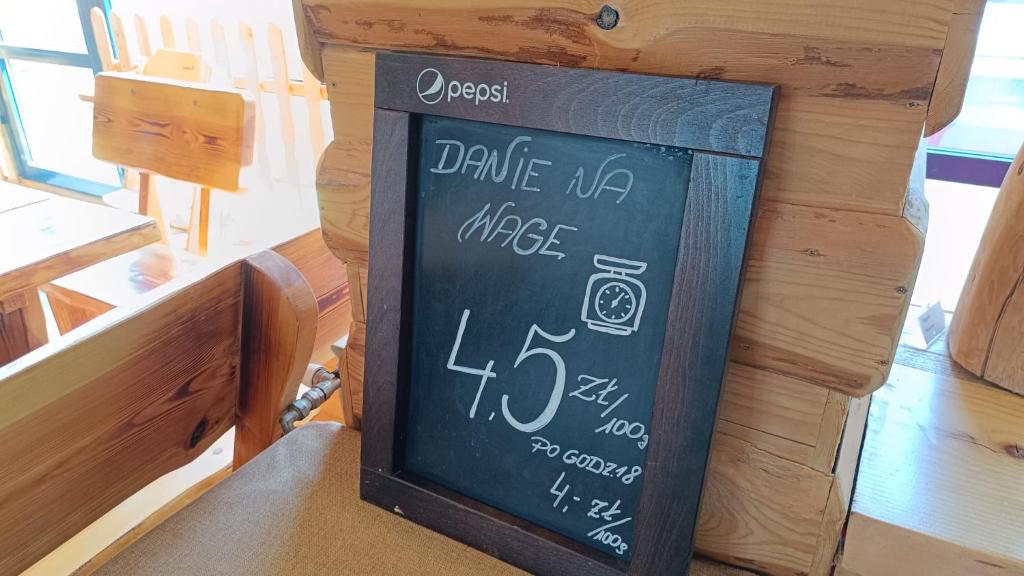 pepsi.
DANIE NA
WAGE
4.5 ZŁ/100g
PO GODZ.18
4,- ZŁ/100g